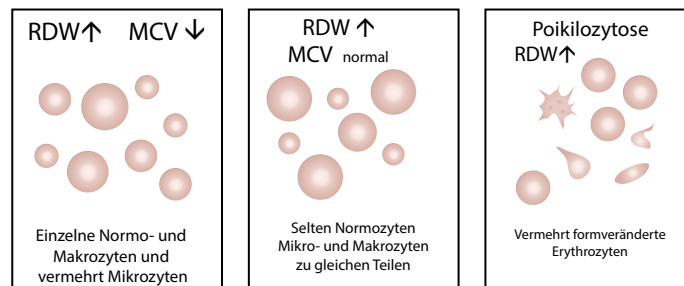 RDW↑ MCV↓
Einzelne Normo- und
Makrozyten und
vermehrt Mikrozyten
RDW ↑
MCV normal
Selten Normozyten
Mikro- und Makrozyten
zu gleichen Teilen
Poikilozytose
RDW↑
Vermehrt formveränderte
Erythrozyten